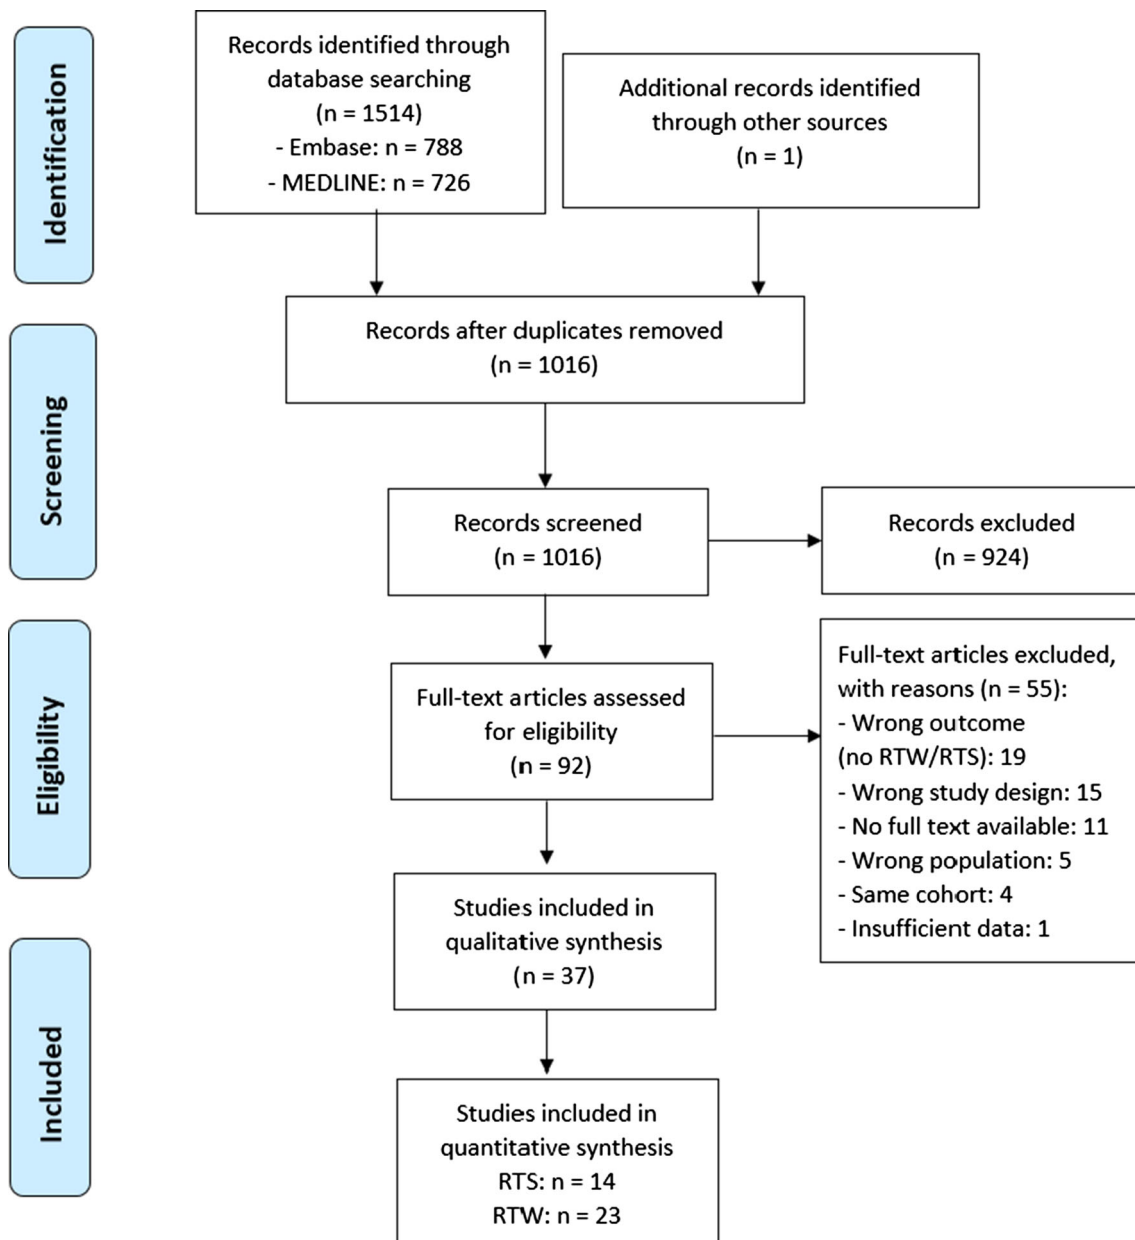 Identification
Records identified through
database searching
(n = 1514)
- Embase: n = 788
- MEDLINE: n = 726
Additional records identified
through other sources
(n = 1)
Records after duplicates removed
(n = 1016)
Screening
Records screened
(n = 1016)
Records excluded
(n = 924)
Eligibility
Full-text articles assessed
for eligibility
(n = 92)
Full-text articles excluded,
with reasons (n = 55):
- Wrong outcome
(no RTW/RTS): 19
- Wrong study design: 15
- No full text available: 11
- Wrong population: 5
- Same cohort: 4
- Insufficient data: 1
Studies included in
qualitative synthesis
(n = 37)
Included
Studies included in
quantitative synthesis
RTS: n = 14
RTW: n = 23